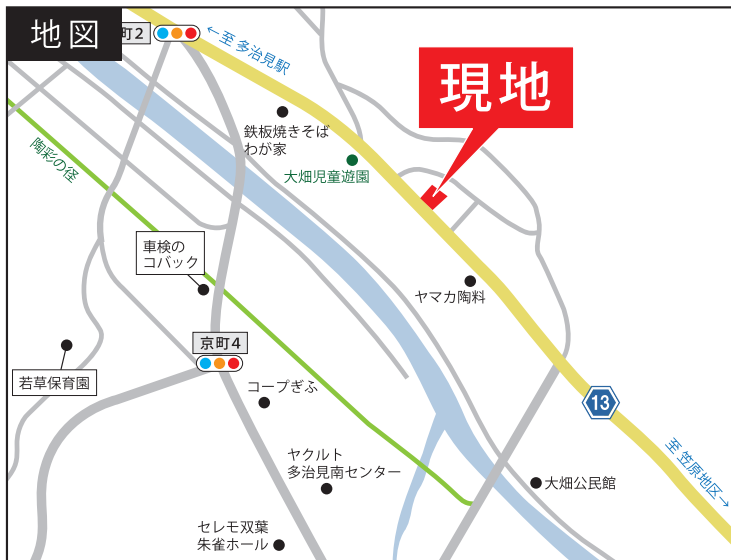 地図
町2
←至 多治見駅
現地
鉄板焼きそば
わが家
大畑児童遊園
陶彩の径
車検の
コバック
ヤマカ陶料
京町4
若草保育園
コープぎふ
13
ヤクルト
多治見南センター
至 笠原地区→
大畑公民館
セレモ双葉
朱雀ホール